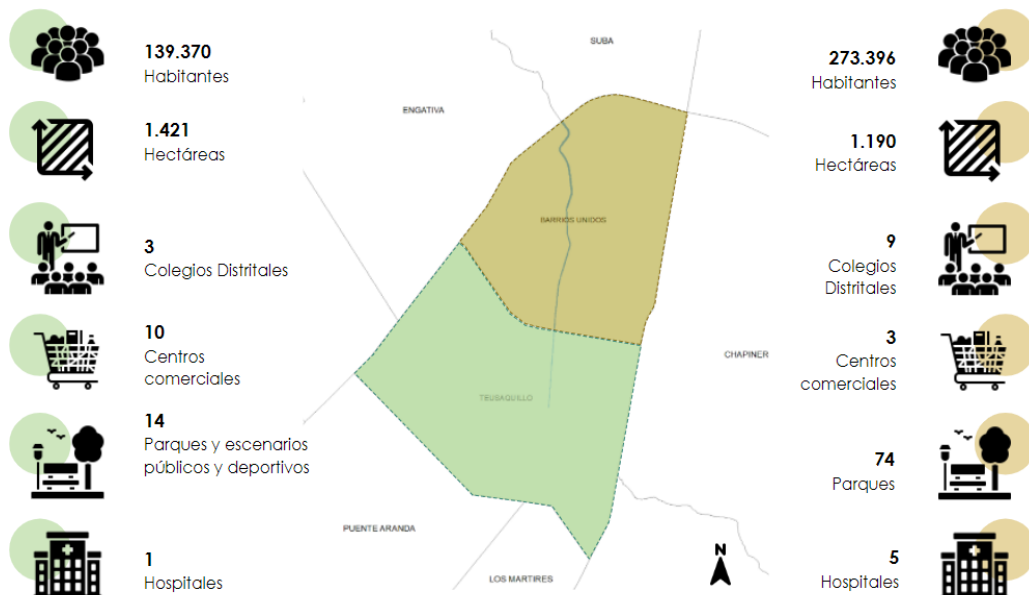 139.370
Habitantes
1.421
Hectáreas
3
Colegios Distritales
10
Centros
comerciales
14
Parques y escenarios
públicos y deportivos
1
Hospitales
SUBA
ENGATIVA
BARRIOS UNIDOS
CHAPINER
TEUSAQUILLO
PUENTE ARANDA
LOS MARTIRES
N
273.396
Habitantes
1.190
Hectáreas
9
Colegios
Distritales
3
Centros
comerciales
74
Parques
5
Hospitales